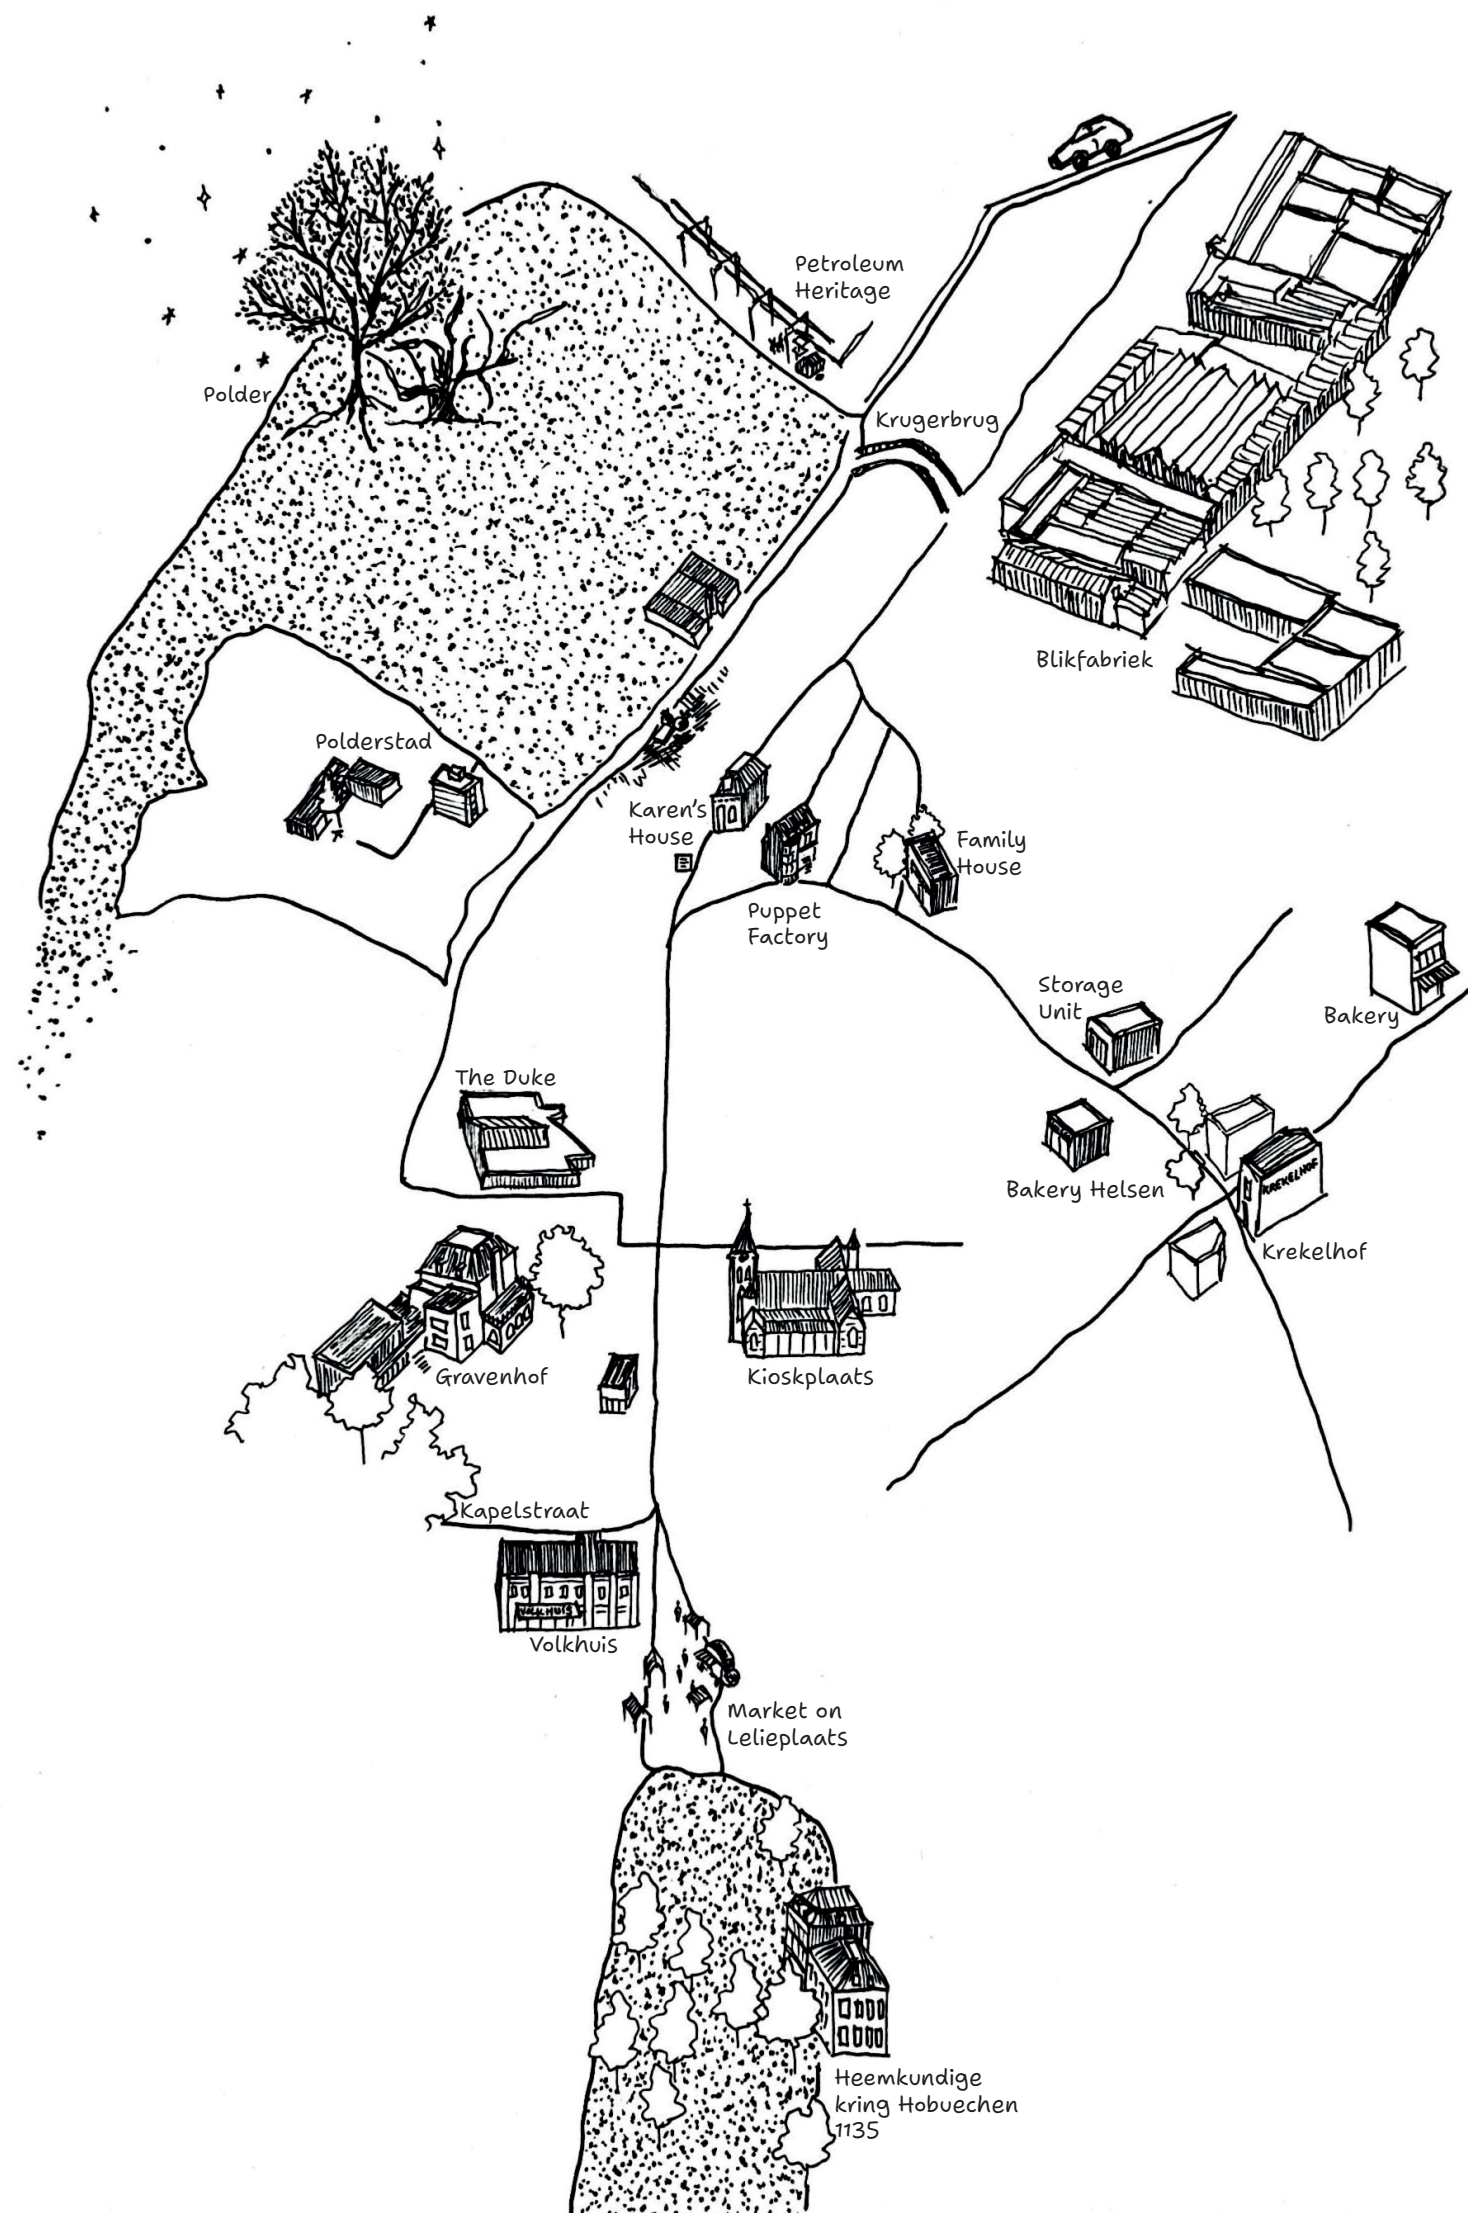 Petroleum
Heritage
Polder
Krugerbrug
Blikfabriek
Polderstad
Karen's
House
Family
House
Puppet
Factory
Storage
Unit
Bakery
The Duke
Bakery Helsen
KREKELHOF
Krekelhof
Gravenhof
Kioskplaats
Kapelstraat
VOLKHUIS
Volkhuis
Market on
Lelieplaats
Heemkundige
kring Hobuechen
1135